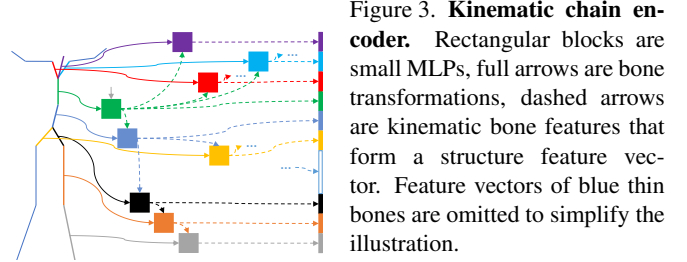 Figure 3. Kinematic chain en-
coder. Rectangular blocks are
small MLPs, full arrows are bone
transformations, dashed arrows
are kinematic bone features that
form a structure feature vec-
tor. Feature vectors of blue thin
bones are omitted to simplify the
illustration.
...
...
...
...